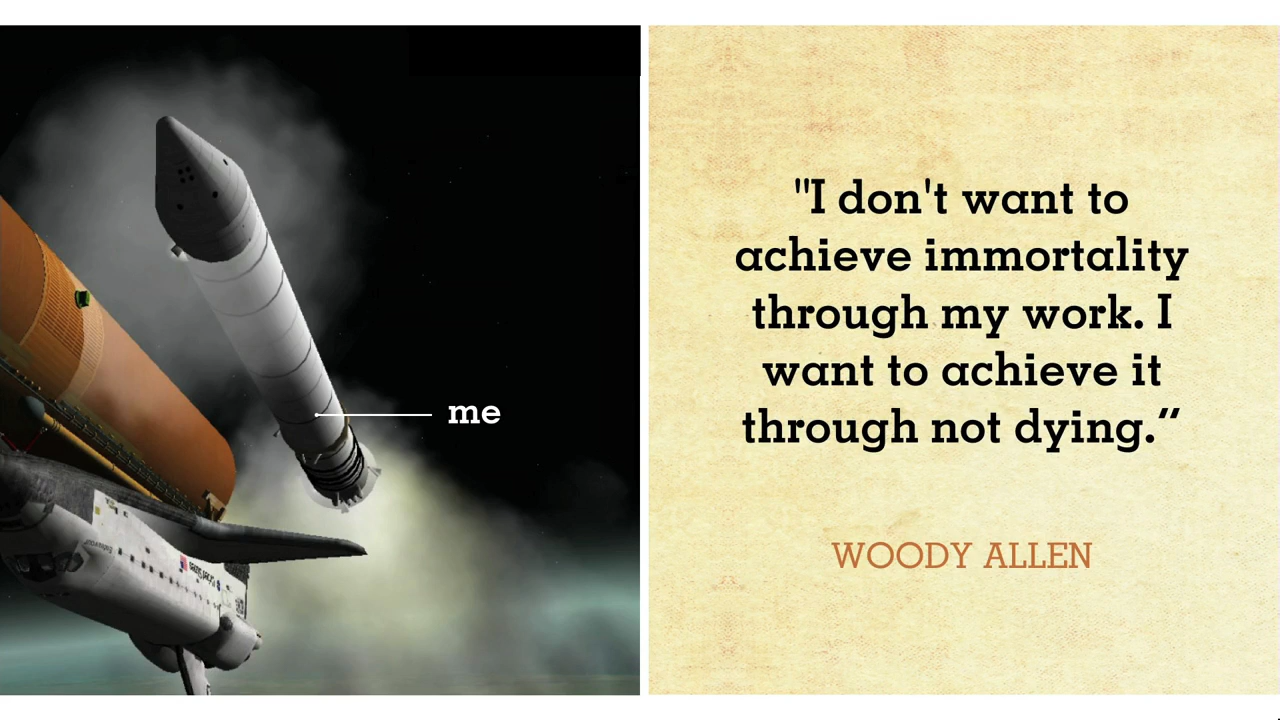 me
"I don't want to
achieve immortality
through my work. I
want to achieve it
through not dying.“
WOODY ALLEN